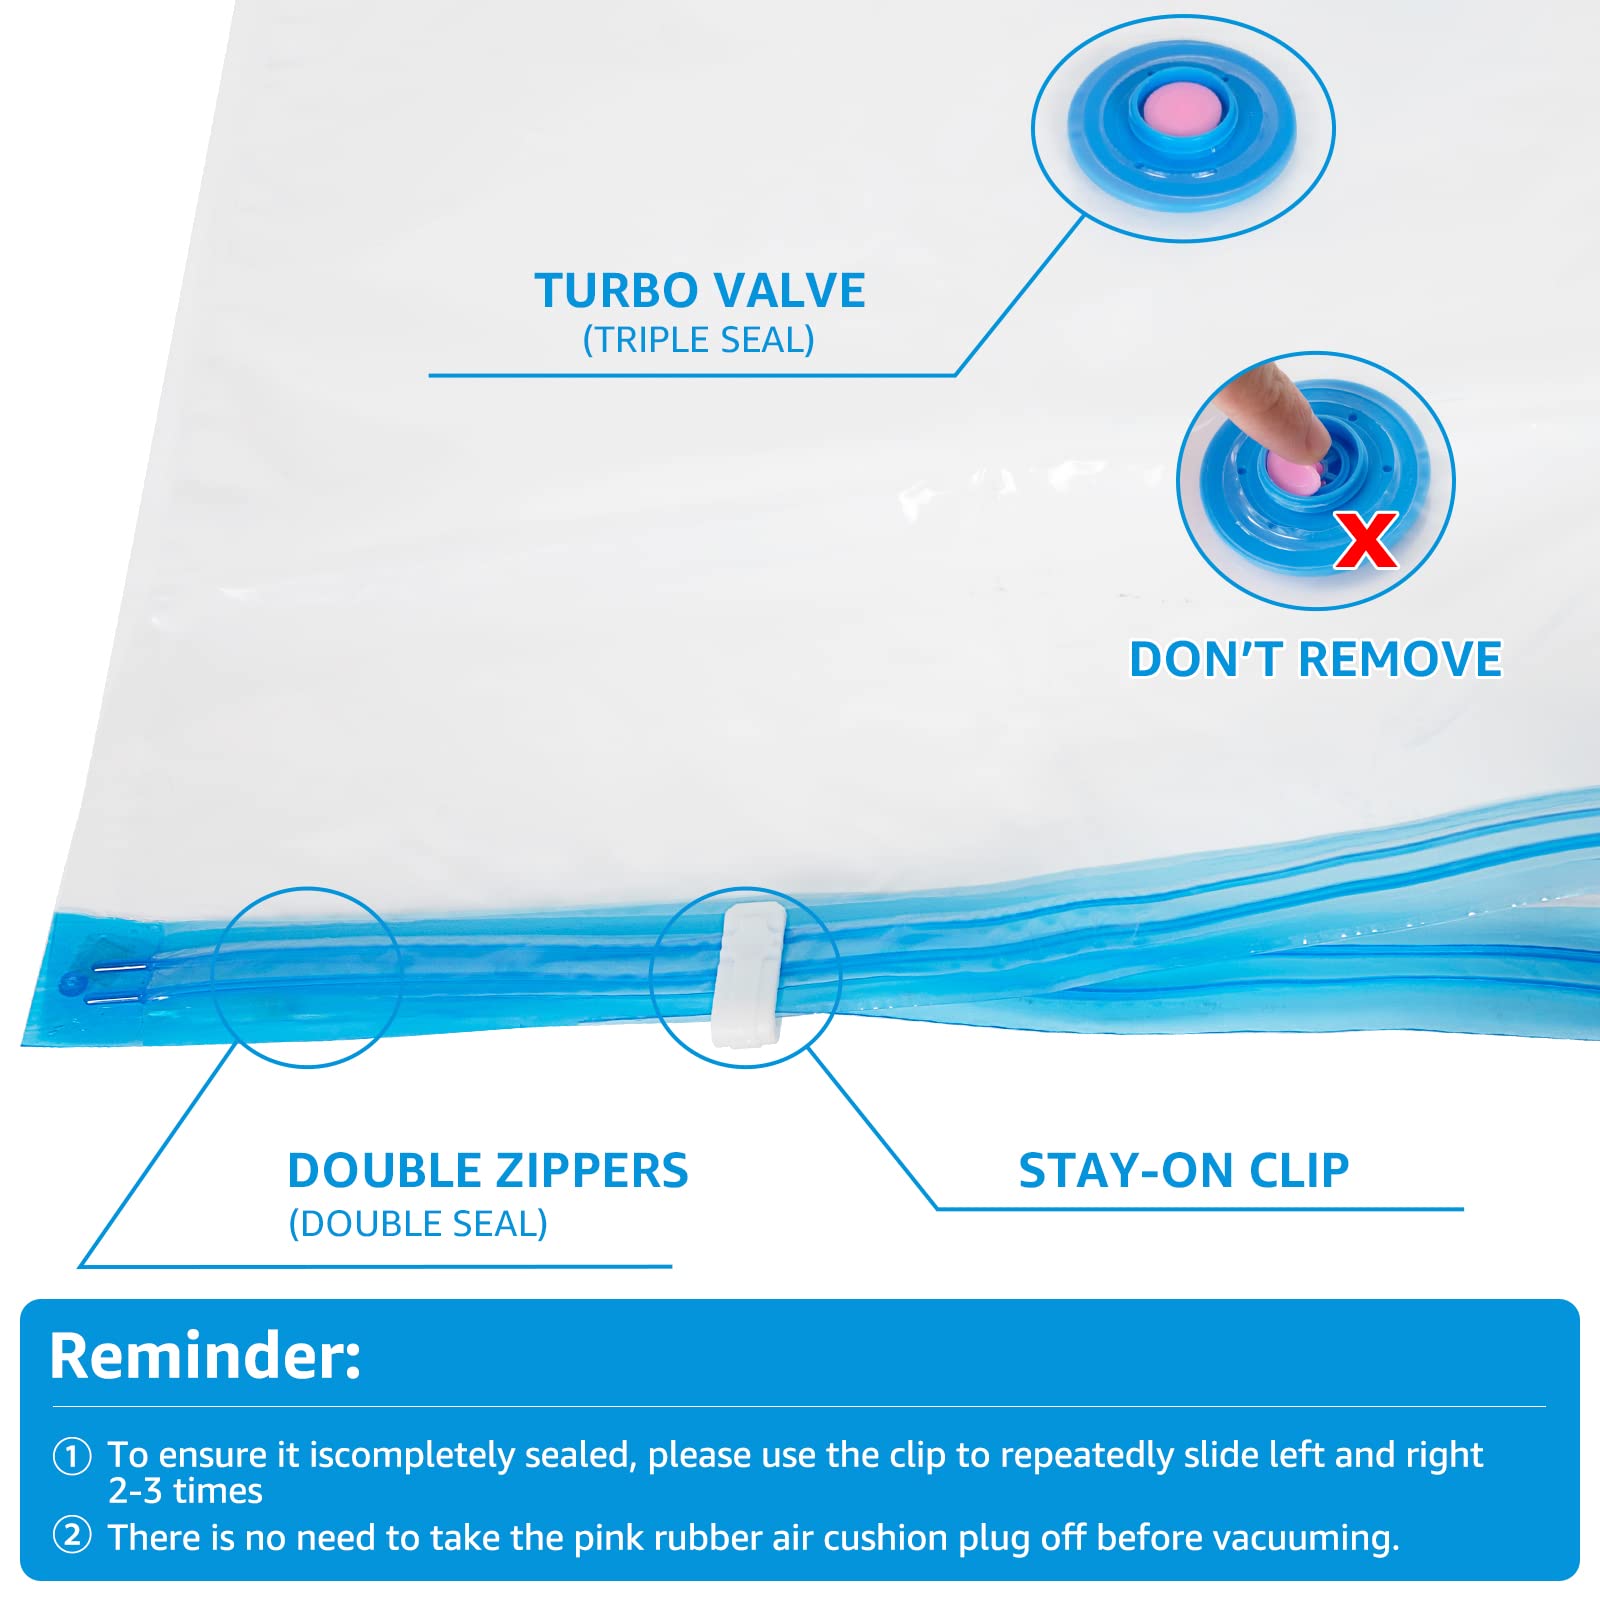 TURBO VALVE
(TRIPLE SEAL)
X
DON'T REMOVE
DOUBLE ZIPPERS
(DOUBLE SEAL)
STAY-ON CLIP
Reminder:
① To ensure it iscompletely sealed, please use the clip to repeatedly slide left and right
2-3 times
② There is no need to take the pink rubber air cushion plug off before vacuuming.